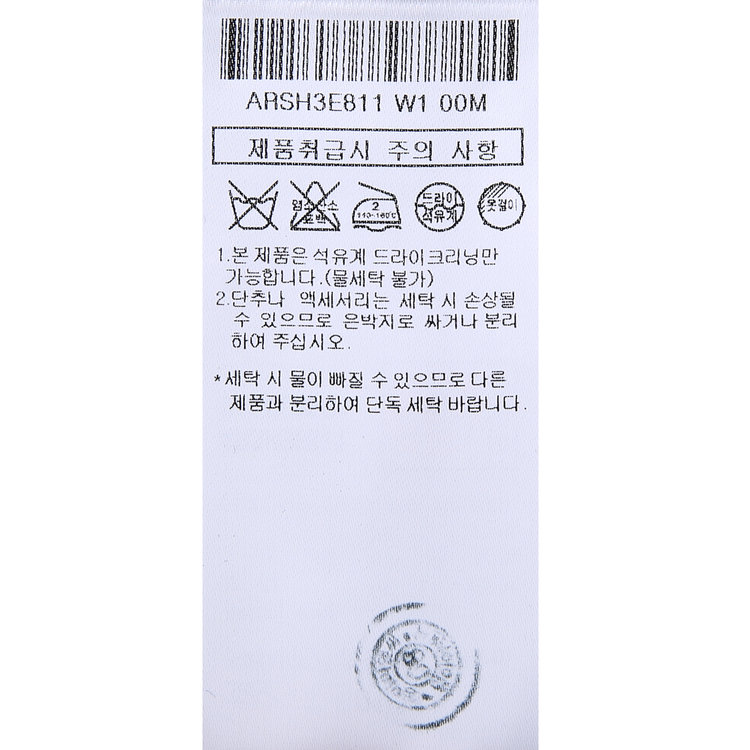 ARSH3E811 W1 00M
제품취급시 주의 사항
염소산소 2 드라이 옷걸이
표백 140~160℃ 석유계
1.본 제품은 석유계 드라이크리닝만
가능합니다.(물세탁 불가)
2.단추나 액세서리는 세탁 시 손상될
수 있으므로 은박지로 싸거나 분리
하여 주십시오.
*세탁 시 물이 빠질 수 있으므로 다른
제품과 분리하여 단독 세탁 바랍니다.